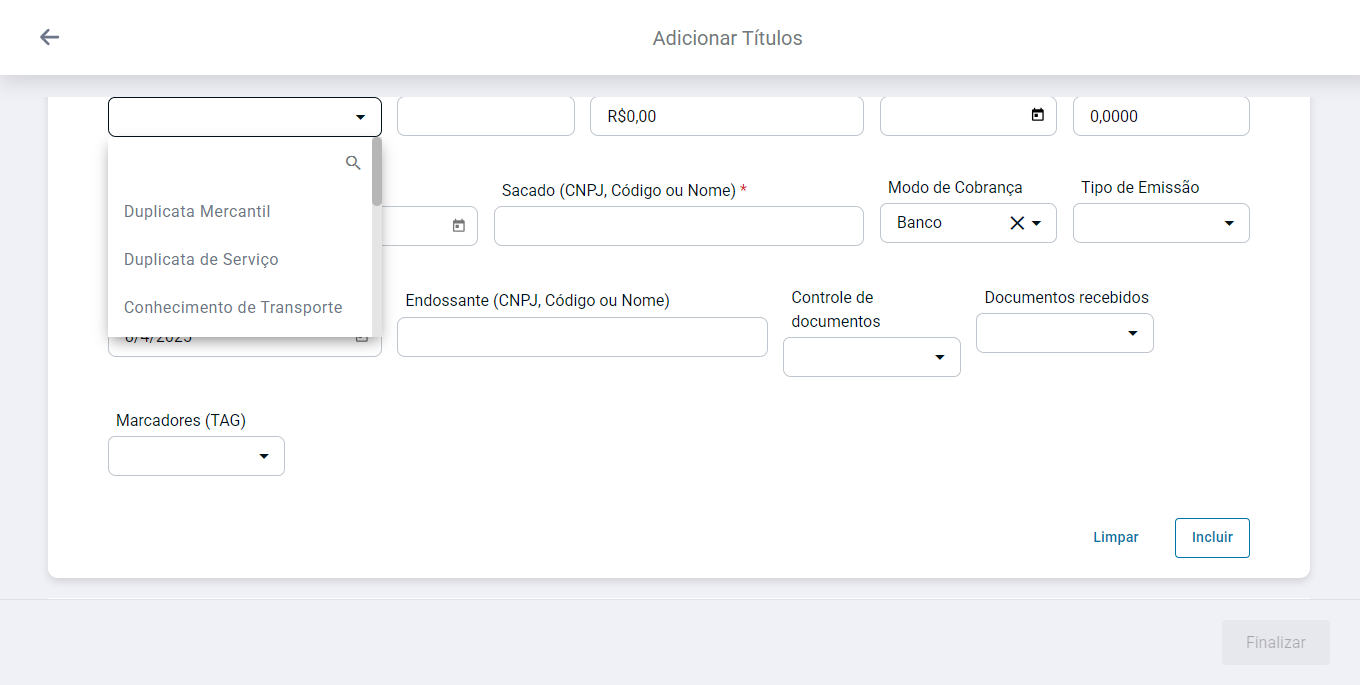 Adicionar Títulos
R$0,00
0,0000
Duplicata Mercantil
Duplicata de Serviço
Conhecimento de Transporte
Sacado (CNPJ, Código ou Nome) *
Modo de Cobrança
Banco
Tipo de Emissão
Endossante (CNPJ, Código ou Nome)
Controle de
documentos
Documentos recebidos
Marcadores (TAG)
Limpar
Incluir
Finalizar